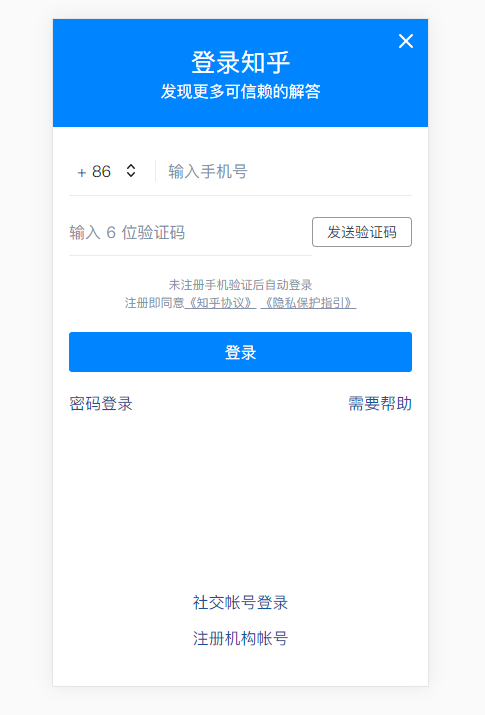 登录知乎
发现更多可信赖的解答
+ 86 输入手机号
输入 6 位验证码 发送验证码
未注册手机验证后自动登录
注册即同意《知乎协议》 《隐私保护指引》
登录
密码登录 需要帮助
社交帐号登录
注册机构帐号